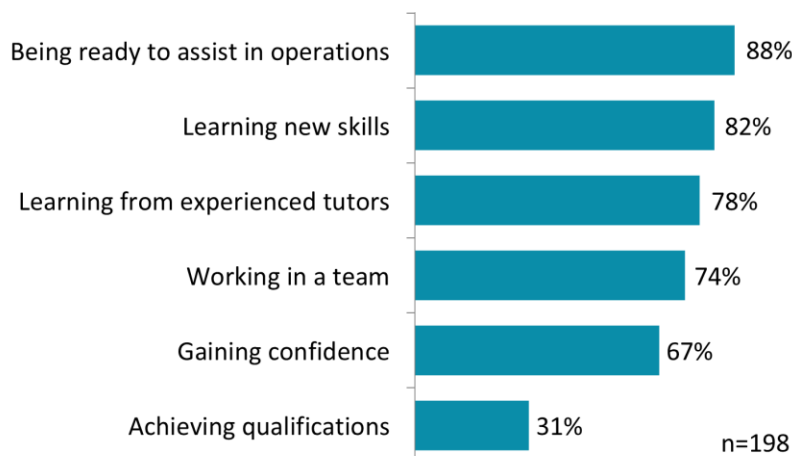 Being ready to assist in operations 88%
Learning new skills 82%
Learning from experienced tutors 78%
Working in a team 74%
Gaining confidence 67%
Achieving qualifications 31%
n=198